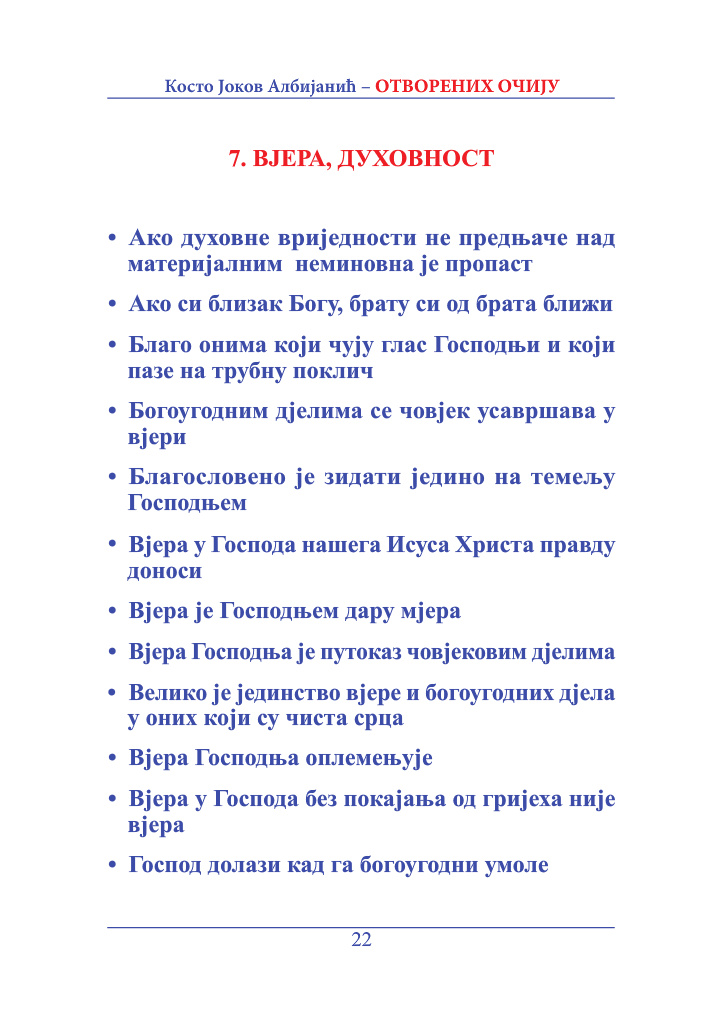 Косто Јоков Албијанић – ОТВОРЕНИХ ОЧИЈУ
7. ВЈЕРА, ДУХОВНОСТ
• Ако духовне вриједности не предњаче над
материјалним неминовна је пропаст
• Ако си близак Богу, брату си од брата ближи
• Благо онима који чују глас Господњи и који
пазе на трубну поклич
• Богоугодним дјелима се човјек усавршава у
вјери
• Благословено је зидати једино на темељу
Господњем
• Вјера у Господа нашега Исуса Христа правду
доноси
• Вјера је Господњем дару мјера
• Вјера Господња је путоказ човјековим дјелима
• Велико је јединство вјере и богоугодних дјела
у оних који су чиста срца
• Вјера Господња оплемењује
• Вјера у Господа без покајања од гријеха није
вјера
• Господ долази кад га богоугодни умоле
22